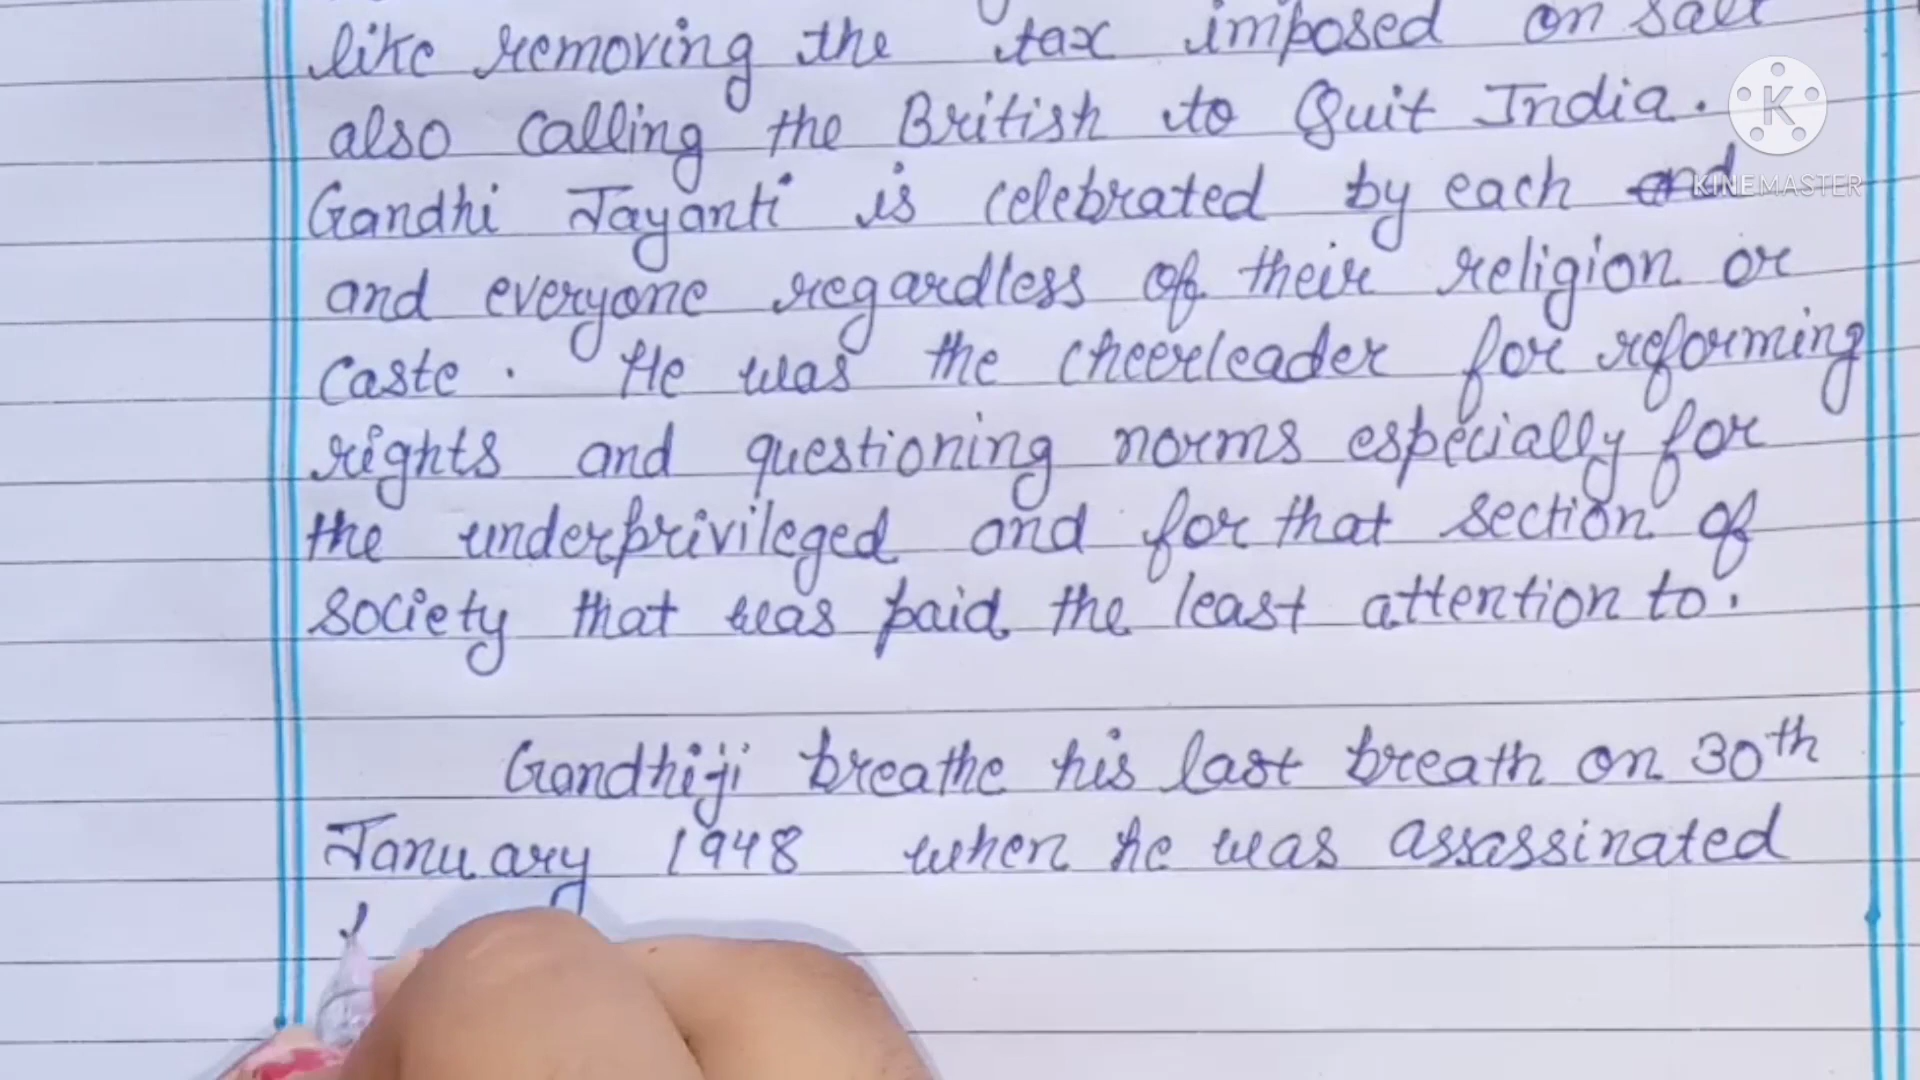 like removing the tax imposed on salt
also calling the British to Quit India.
Gandhi Jayanti is celebrated by each and
and everyone regardless of their religion or
caste. He was the cheerleader for reforming
rights and questioning norms especially for
the underprivileged and for that section of
society that was paid the least attention to.
Gandhiji breathe his last breath on 30th
January 1948 when he was assassinated
K
KINEMASTER